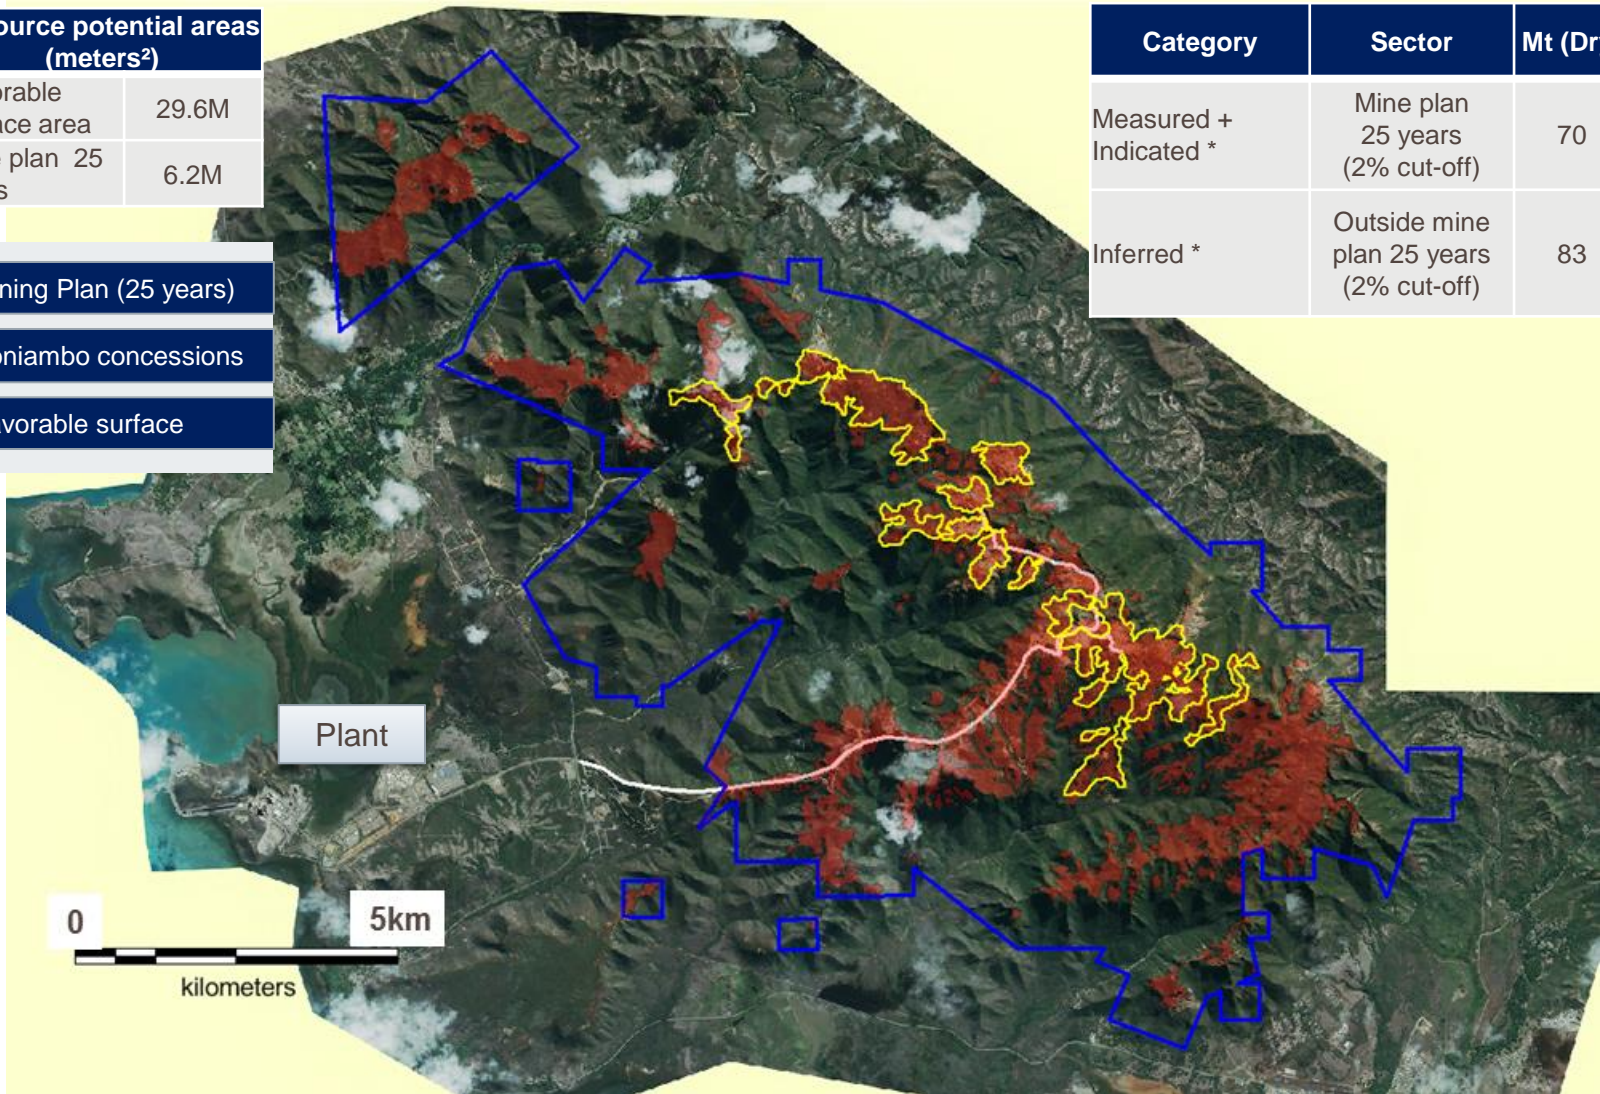 ource potential areas
(meters²)
orable
ace area
29.6M
plan 25
s
6.2M
ning Plan (25 years)
oniambo concessions
avorable surface
Category
Sector
Mt (Dry
Measured +
Indicated *
Mine plan
25 years
(2% cut-off)
70
Inferred *
Outside mine
plan 25 years
(2% cut-off)
83
Plant
0
5km
kilometers